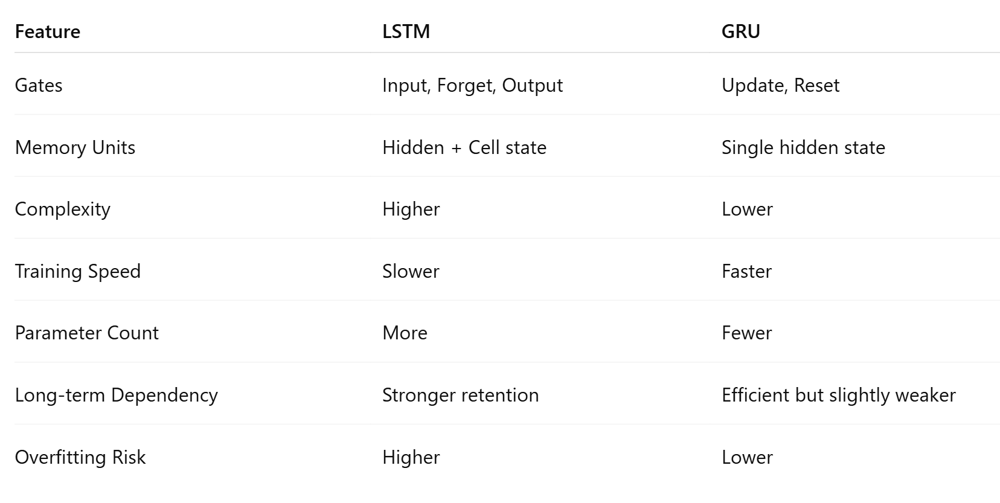 Feature LSTM GRU
Gates Input, Forget, Output Update, Reset
Memory Units Hidden + Cell state Single hidden state
Complexity Higher Lower
Training Speed Slower Faster
Parameter Count More Fewer
Long-term Dependency Stronger retention Efficient but slightly weaker
Overfitting Risk Higher Lower